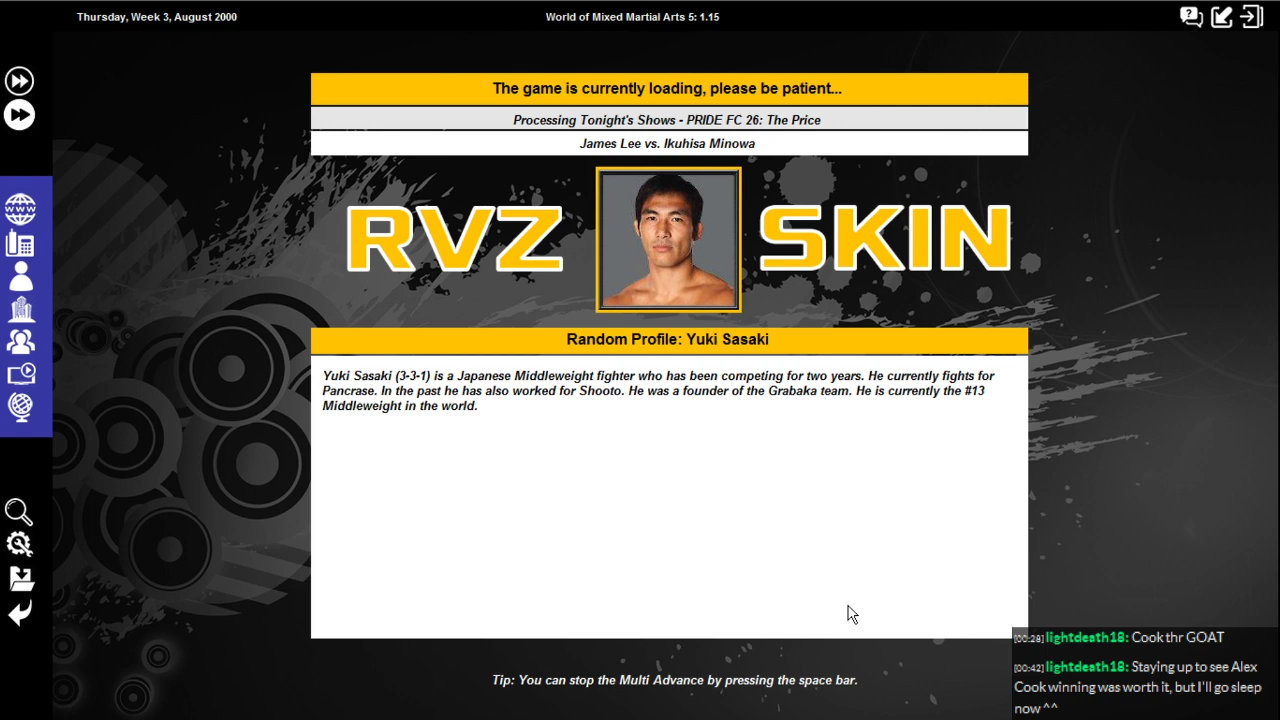 Thursday, Week 3, August 2000
World of Mixed Martial Arts 5: 1.15
The game is currently loading, please be patient...
Processing Tonight's Shows - PRIDE FC 26: The Price
James Lee vs. Ikuhisa Minowa
RVZ SKIN
Random Profile: Yuki Sasaki
Yuki Sasaki (3-3-1) is a Japanese Middleweight fighter who has been competing for two years. He currently fights for
Pancrase. In the past he has also worked for Shooto. He was a founder of the Grabaka team. He is currently the #13
Middleweight in the world.
Tip: You can stop the Multi Advance by pressing the space bar.
[00:28] lightdeath18: Cook thr GOAT
[00:42] lightdeath18: Staying up to see Alex
Cook winning was worth it, but I'll go sleep
now ^^
WWW
?